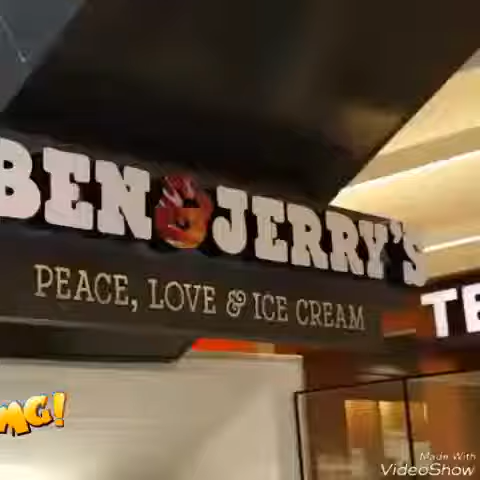 BEN & JERRY'S
PEACE, LOVE & ICE CREAM
TE
MG!
Made With
VideoShow